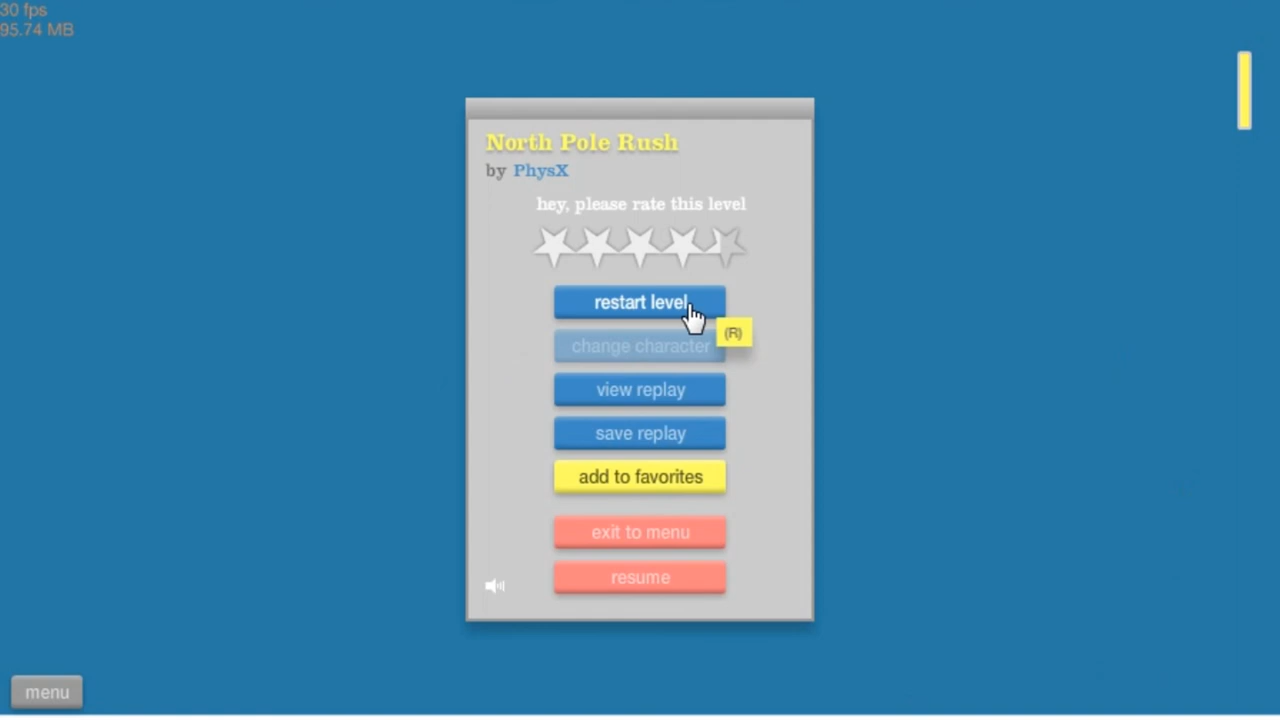 30 fps
95.74 MB
North Pole Rush
by PhysX
hey, please rate this level
restart level
(R)
change character
view replay
save replay
add to favorites
exit to menu
resume
menu